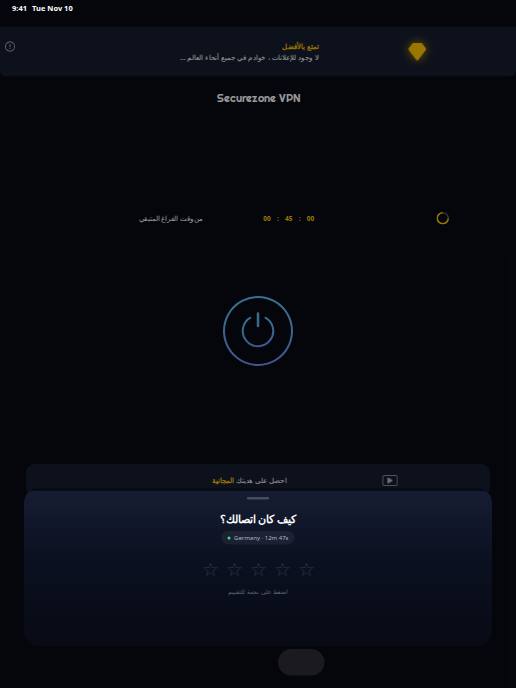 9:41 Tue Nov 10
تمتع بالأفضل
لا وجود للإعلانات ، خوادم في جميع أنحاء العالم ...
Securezone VPN
00 : 45 : 00
من وقت الفراغ المتبقي
احصل على هديتك المجانية
كيف كان اتصالك؟
Germany · 12m 47s
اضغط على نجمة للتقييم